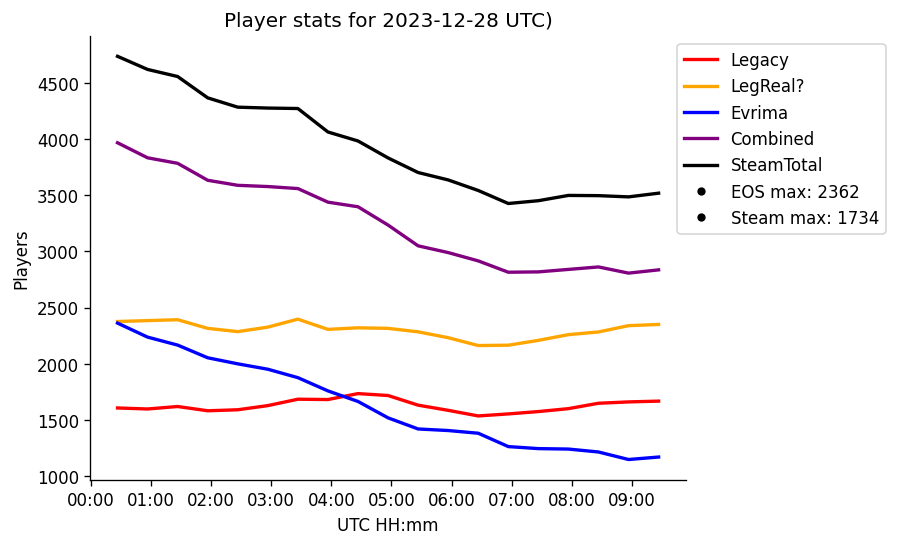 Player stats for 2023-12-28 UTC)
Legacy
LegReal?
Evrima
Combined
SteamTotal
EOS max: 2362
Steam max: 1734
Players
4500
4000
3500
3000
2500
2000
1500
1000
00:00 01:00 02:00 03:00 04:00 05:00 06:00 07:00 08:00 09:00
UTC HH:mm